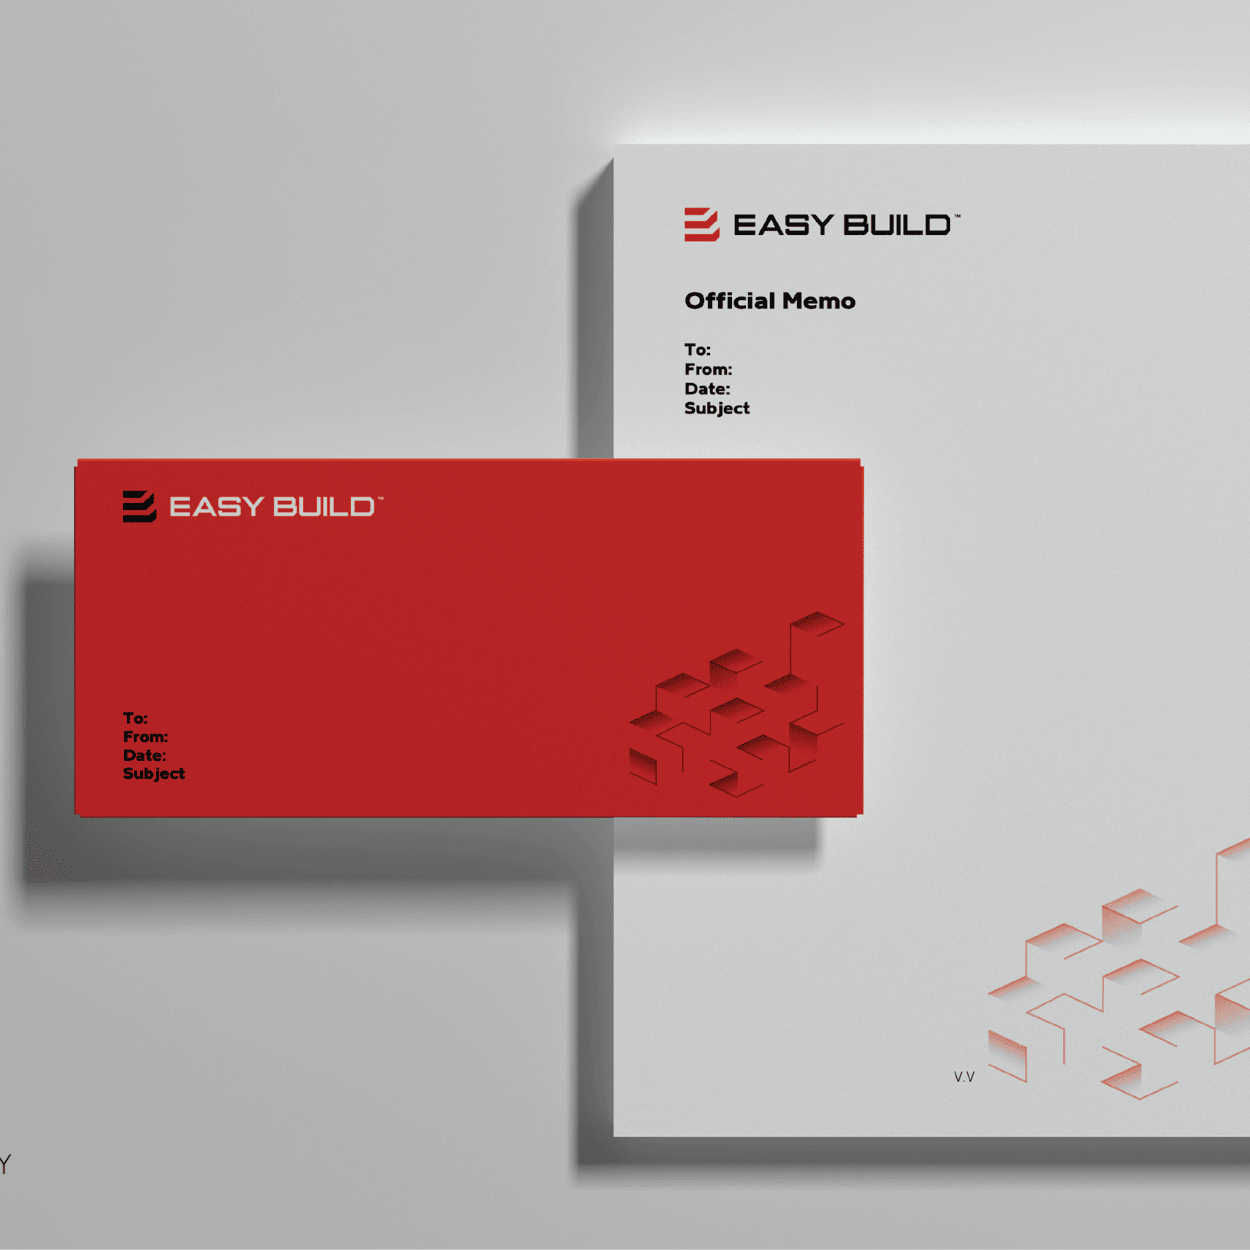 EASY BUILD™
Official Memo
To:
From:
Date:
Subject
EASY BUILD™
To:
From:
Date:
Subject
V.V
Y